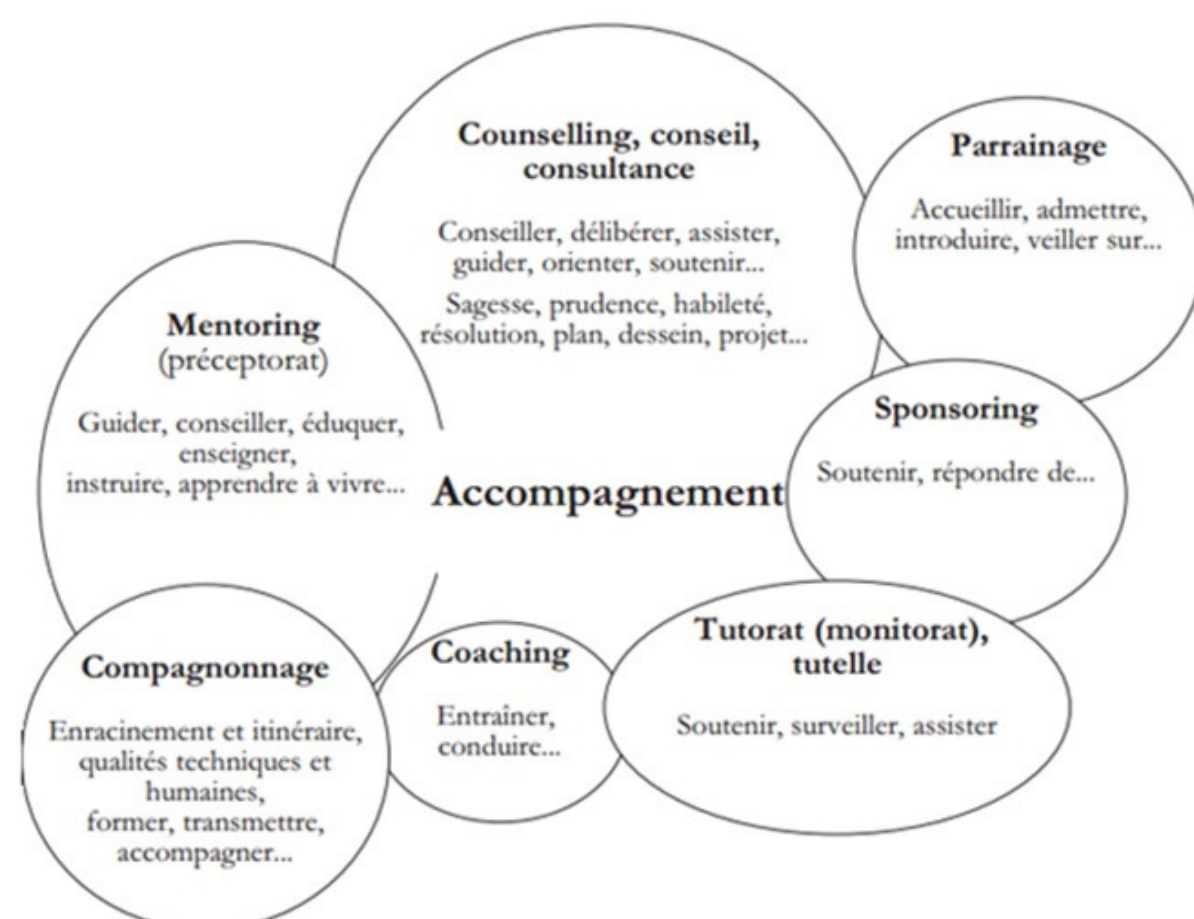 Counselling, conseil,
consultance
Conseiller, délibérer, assister,
guider, orienter, soutenir...
Sagesse, prudence, habileté,
résolution, plan, dessein, projet...
Parrainage
Accueillir, admettre,
introduire, veiller sur...
Mentoring
(préceptorat)
Guider, conseiller, éduquer,
enseigner,
instruire, apprendre à vivre...
Accompagnement
Sponsoring
Soutenir, répondre de...
Compagnonnage
Enracinement et itinéraire,
qualités techniques et
humaines,
former, transmettre,
accompagner...
Coaching
Entraîner,
conduire...
Tutorat (monitorat),
tutelle
Soutenir, surveiller, assister